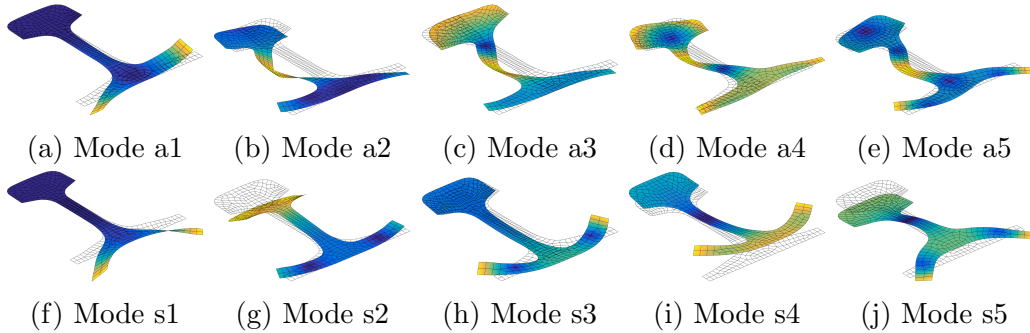 (a) Mode a1 (b) Mode a2 (c) Mode a3 (d) Mode a4 (e) Mode a5
(f) Mode s1 (g) Mode s2 (h) Mode s3 (i) Mode s4 (j) Mode s5